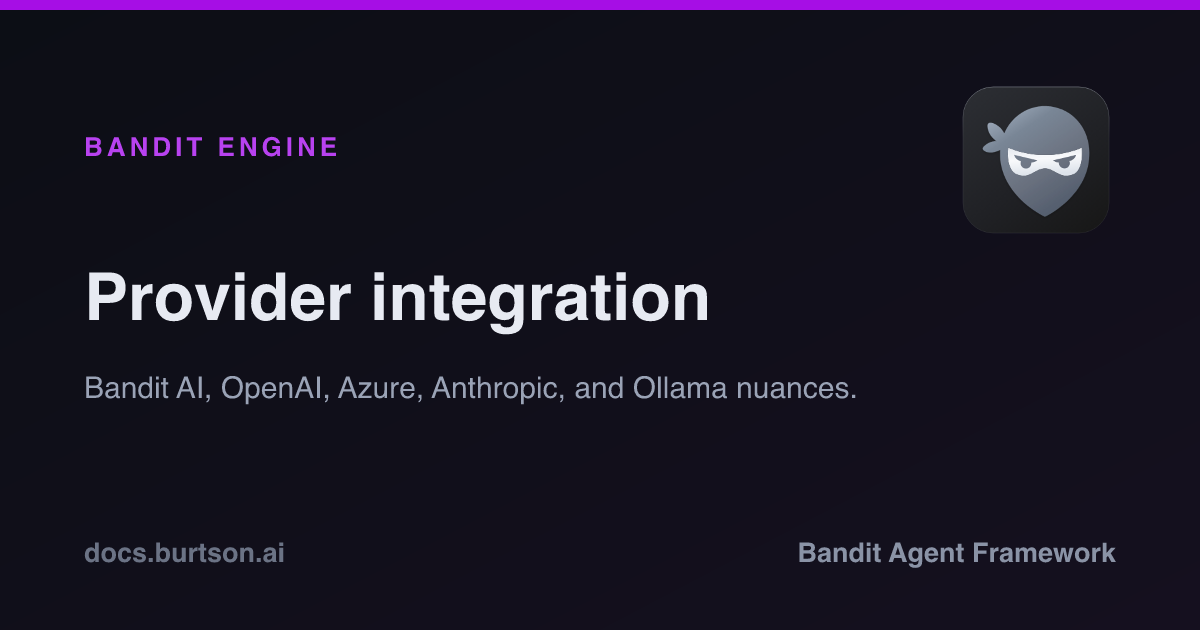 BANDIT ENGINE
Provider integration
Bandit AI, OpenAI, Azure, Anthropic, and Ollama nuances.
docs.burtson.ai
Bandit Agent Framework